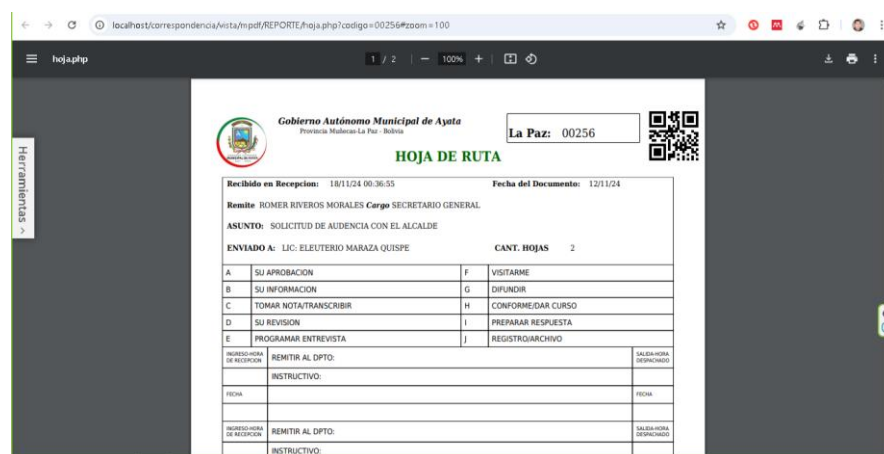 localhost/correspondencia/vista/mpdf/REPORTE/hoja.php?codigo=00256#zoom=100
hoja.php
1 / 2
100%
Herramientas
Gobierno Autónomo Municipal de Ayata
Provincia Muñecas-La Paz - Bolivia
La Paz: 00256
HOJA DE RUTA
Recibido en Recepcion: 18/11/24 00:36:55 Fecha del Documento: 12/11/24
Remite ROMER RIVEROS MORALES Cargo SECRETARIO GENERAL
ASUNTO: SOLICITUD DE AUDENCIA CON EL ALCALDE
ENVIADO A: LIC: ELEUTERIO MARAZA QUISPE CANT. HOJAS 2
A SU APROBACION F VISITARME
B SU INFORMACION G DIFUNDIR
C TOMAR NOTA/TRANSCRIBIR H CONFORME/DAR CURSO
D SU REVISION I PREPARAR RESPUESTA
E PROGRAMAR ENTREVISTA J REGISTRO/ARCHIVO
INGRESO-HORA DE RECEPCION REMITIR AL DPTO: SALIDA-HORA DESPACHADO
INSTRUCTIVO:
FECHA FECHA
INGRESO-HORA DE RECEPCION REMITIR AL DPTO: SALIDA-HORA DESPACHADO
INSTRUCTIVO: